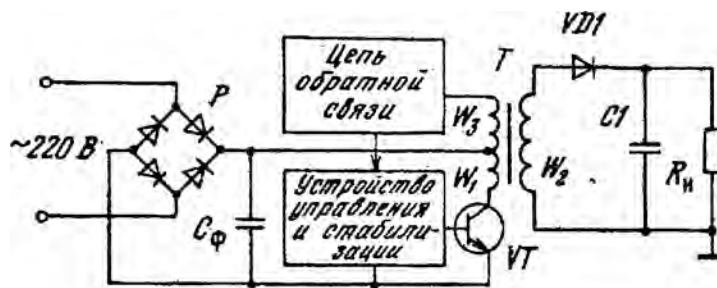 VD1
Цепь
обратной
связи
T
P
W3
C1
~220 В
W1
W2
Rн
Устройство
управления
и стабили-
зации
Cф
VT